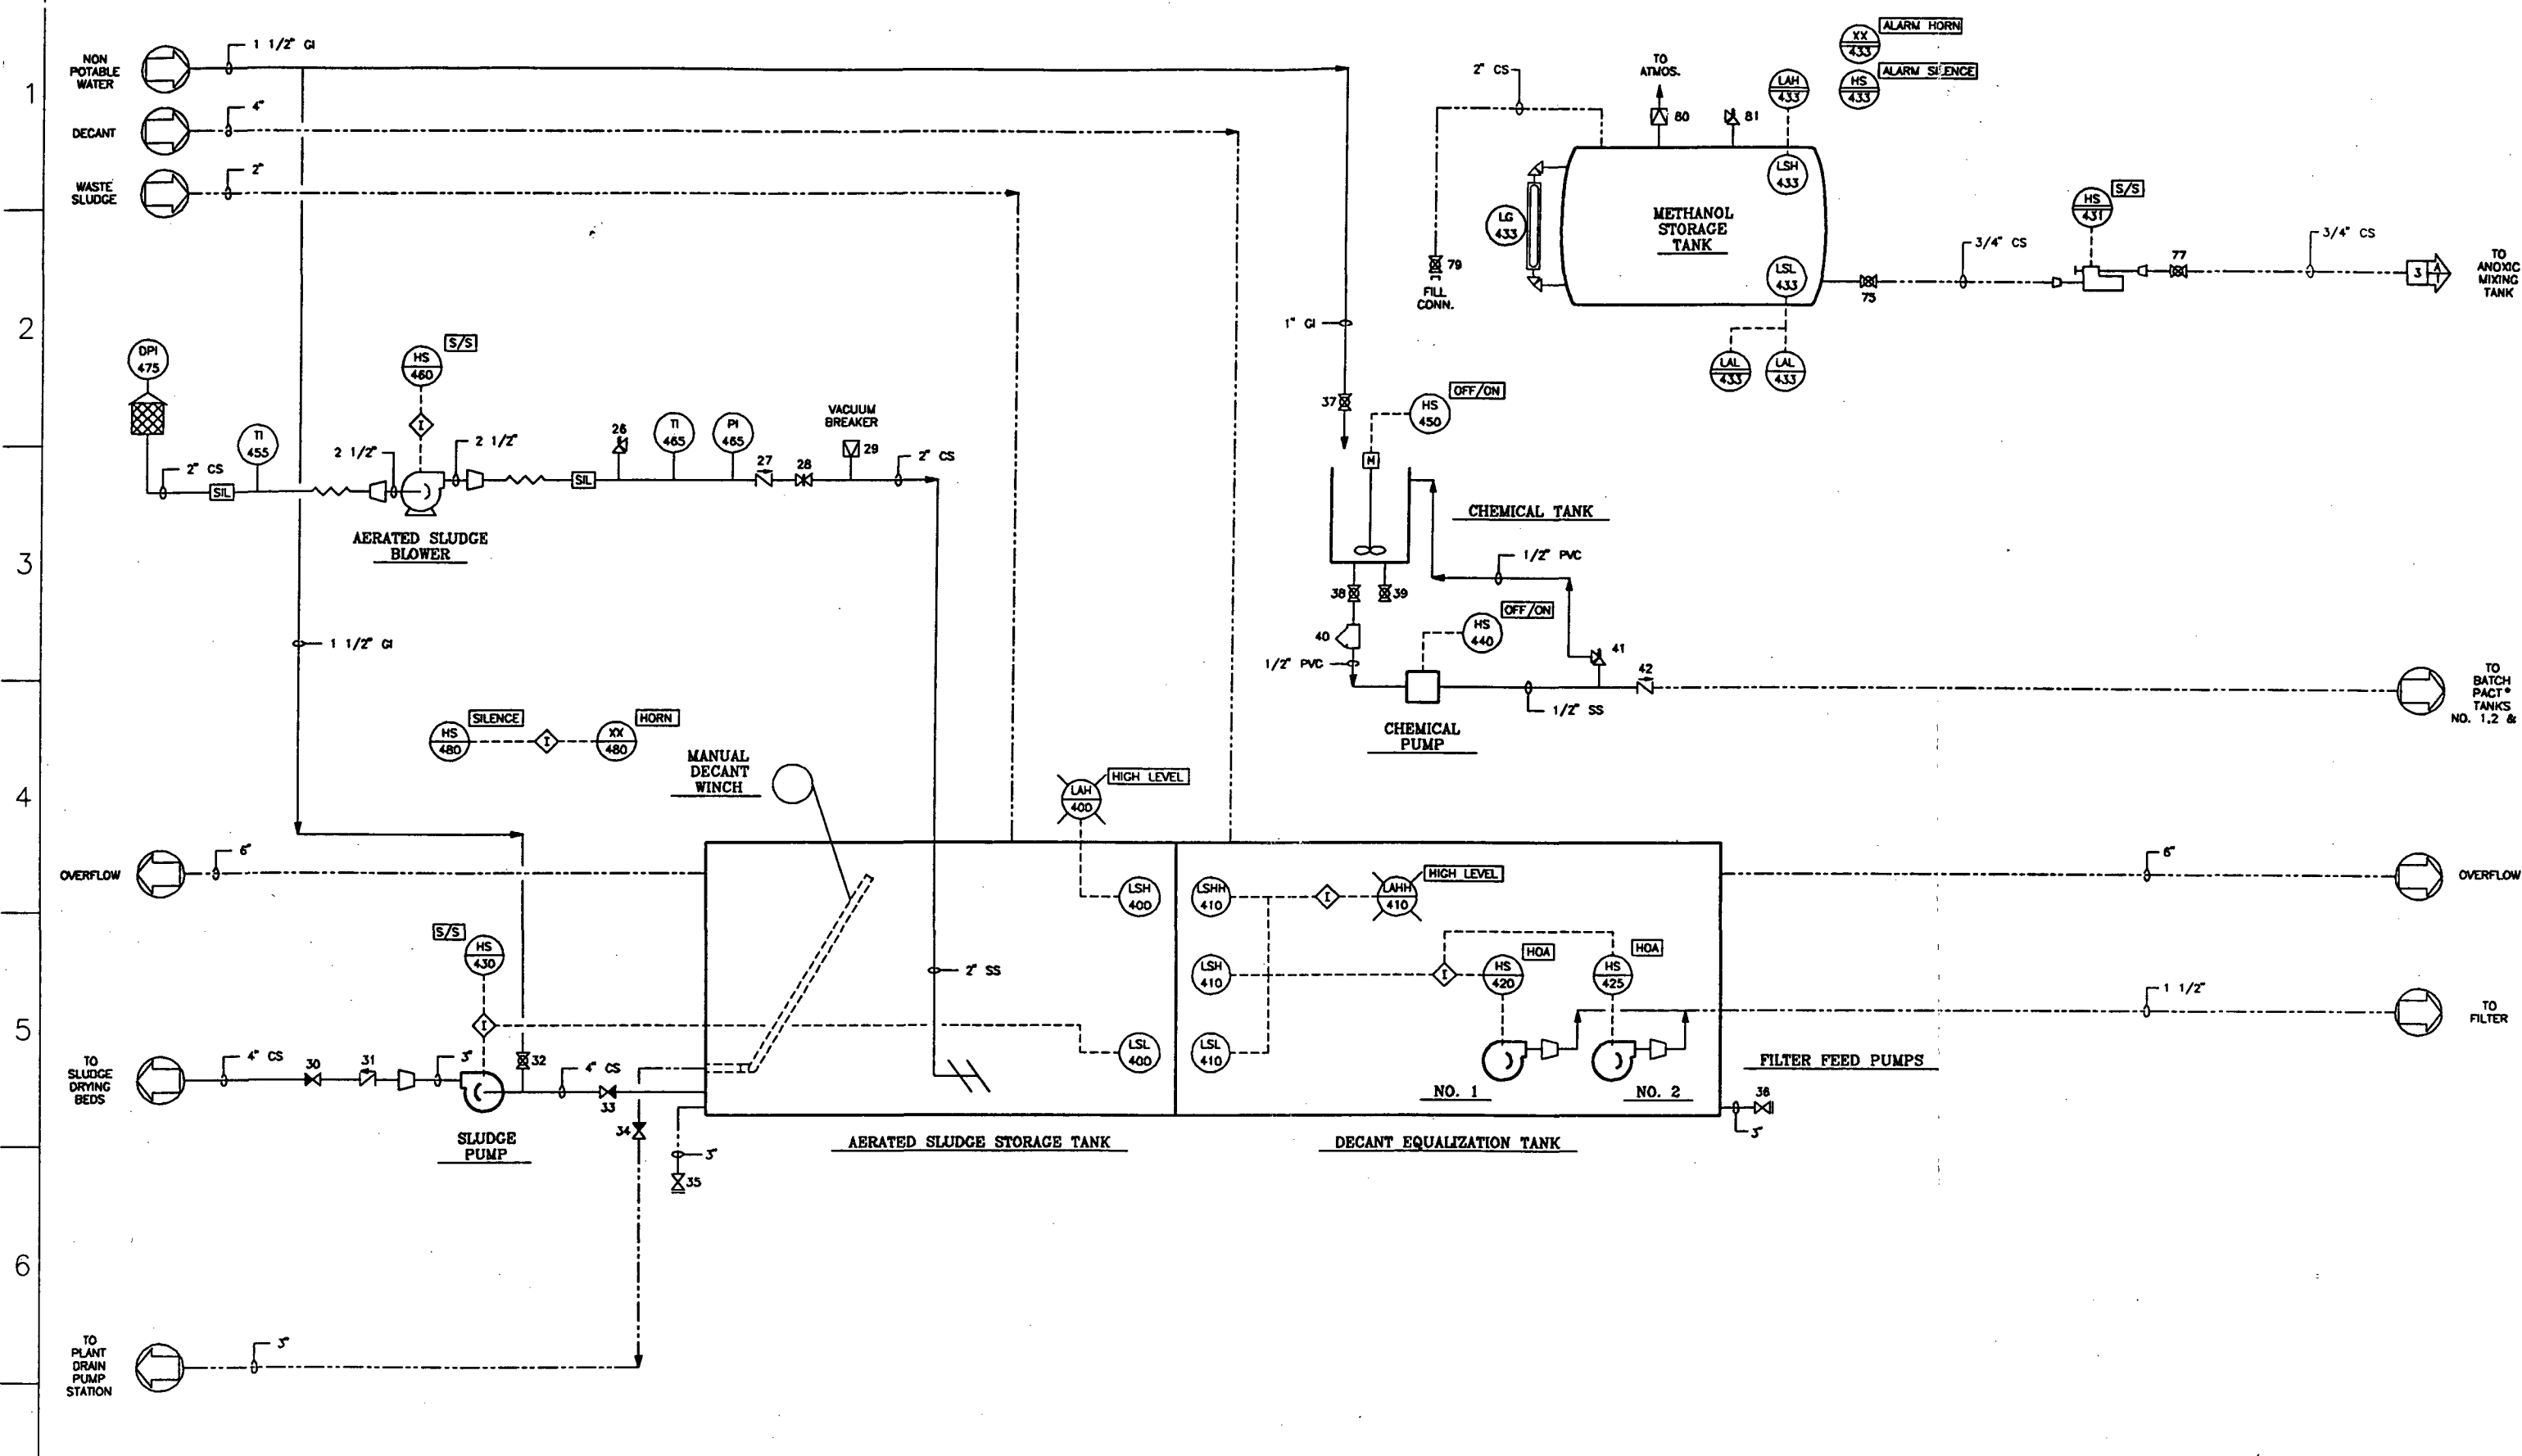 1
2
3
4
5
6
NON
POTABLE
WATER
1 1/2" GI
DECANT
4"
WASTE
SLUDGE
2"
2" CS
TO
ATMOS.
80
81
LAH
433
XX
433
ALARM HORN
HS
433
ALARM SILENCE
LSH
433
LG
433
METHANOL
STORAGE
TANK
LSL
433
LAL
433
LAL
433
79
FILL
CONN.
75
3/4" CS
HS
431
S/S
77
3/4" CS
3
A
1
TO
ANOXIC
MIXING
TANK
DPI
475
2" CS
SIL
TI
455
2 1/2"
HS
460
S/S
I
2 1/2"
SIL
26
TI
465
PI
465
27
28
VACUUM
BREAKER
29
2" CS
AERATED SLUDGE
BLOWER
1" GI
37
HS
450
OFF/ON
M
CHEMICAL TANK
38
39
1/2" PVC
40
HS
440
OFF/ON
1/2" PVC
41
42
1/2" SS
CHEMICAL
PUMP
TO
BATCH
PACT®
TANKS
NO. 1,2 &
1 1/2" GI
HS
480
SILENCE
I
XX
480
HORN
MANUAL
DECANT
WINCH
LAH
400
HIGH LEVEL
OVERFLOW
6"
LSH
400
LSHH
410
I
LAHH
410
HIGH LEVEL
6"
OVERFLOW
S/S
HS
430
I
2" SS
LSH
410
I
HS
420
HOA
HS
425
HOA
1 1/2"
TO
FILTER
TO
SLUDGE
DRYING
BEDS
4" CS
30
31
3"
32
4" CS
33
LSL
400
LSL
410
NO. 1
NO. 2
FILTER FEED PUMPS
36
3"
SLUDGE
PUMP
34
3"
35
AERATED SLUDGE STORAGE TANK
DECANT EQUALIZATION TANK
TO
PLANT
DRAIN
PUMP
STATION
3"